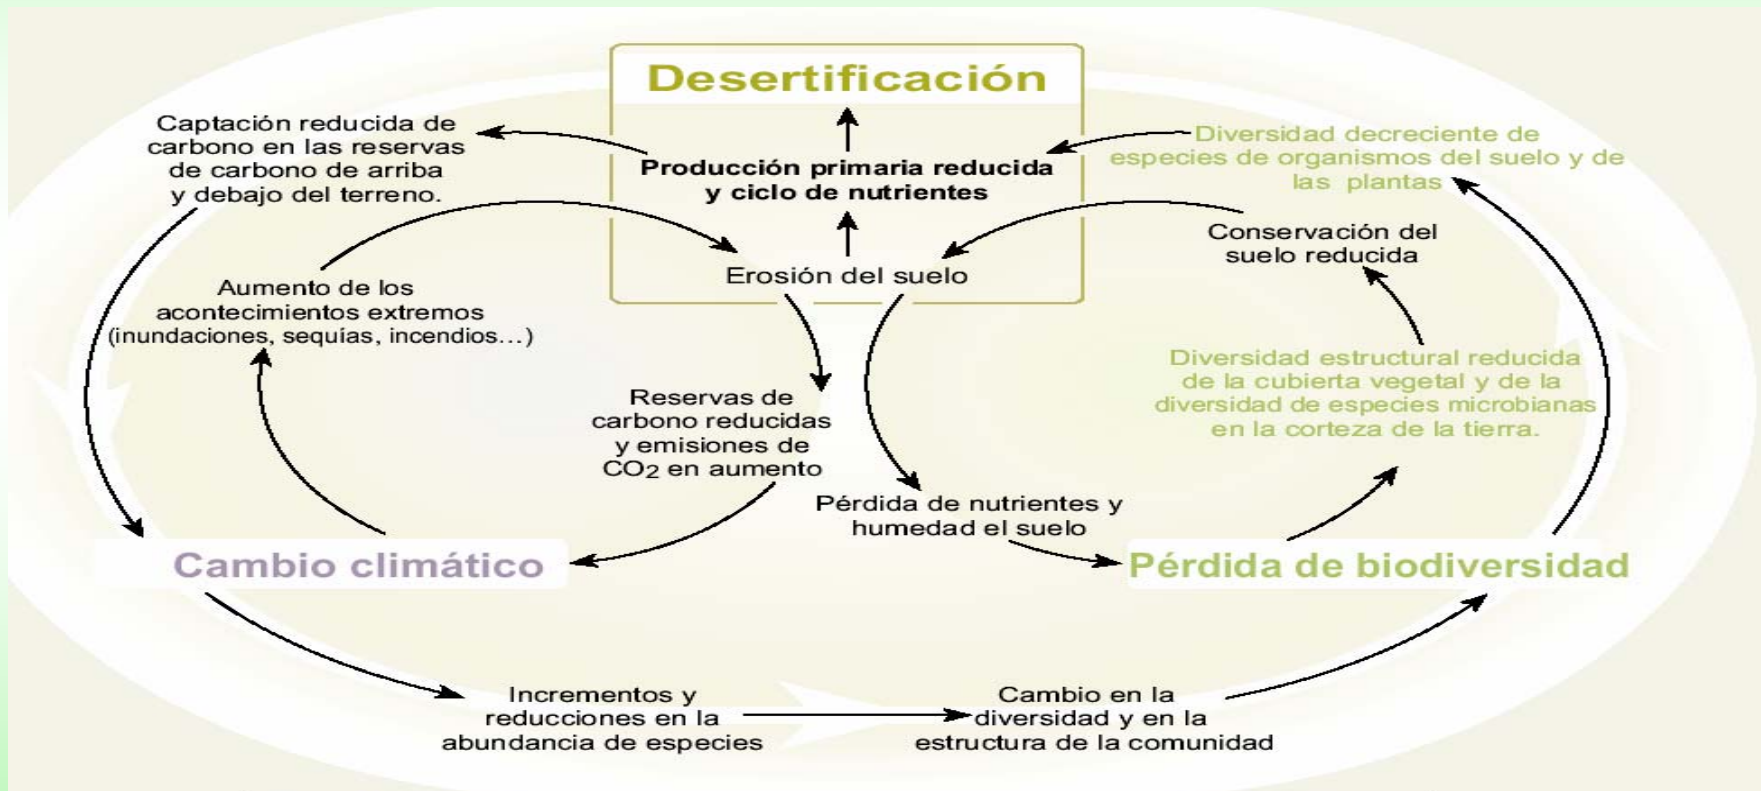 Desertificación
Captación reducida de
carbono en las reservas
de carbono de arriba
y debajo del terreno.
Producción primaria reducida
y ciclo de nutrientes
Diversidad decreciente de
especies de organismos del suelo y de
las plantas
Conservación del
suelo reducida
Erosión del suelo
Aumento de los
acontecimientos extremos
(inundaciones, sequías, incendios…)
Diversidad estructural reducida
de la cubierta vegetal y de la
diversidad de especies microbianas
en la corteza de la tierra.
Reservas de
carbono reducidas
y emisiones de
CO2 en aumento
Pérdida de nutrientes y
humedad el suelo
Cambio climático
Pérdida de biodiversidad
Incrementos y
reducciones en la
abundancia de especies
Cambio en la
diversidad y en la
estructura de la comunidad